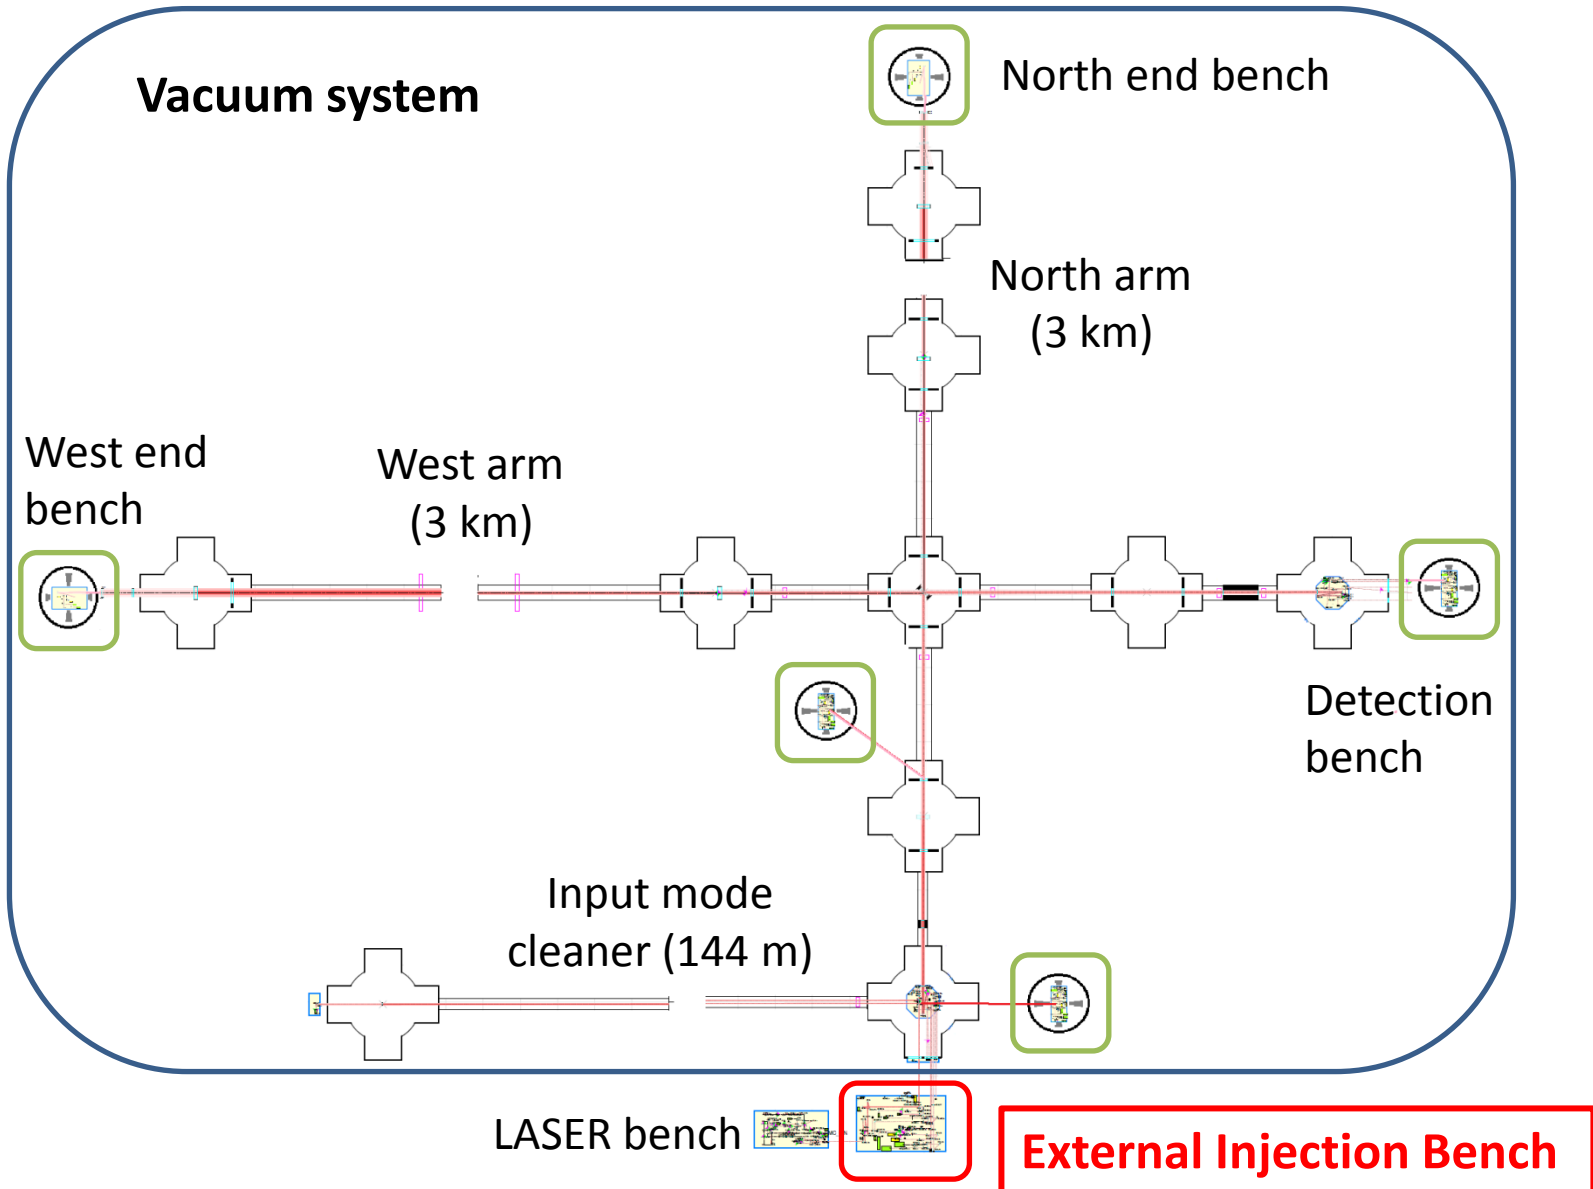 Vacuum system
North end bench
North arm
(3 km)
West end
bench
West arm
(3 km)
Detection
bench
Input mode
cleaner (144 m)
LASER bench
External Injection Bench